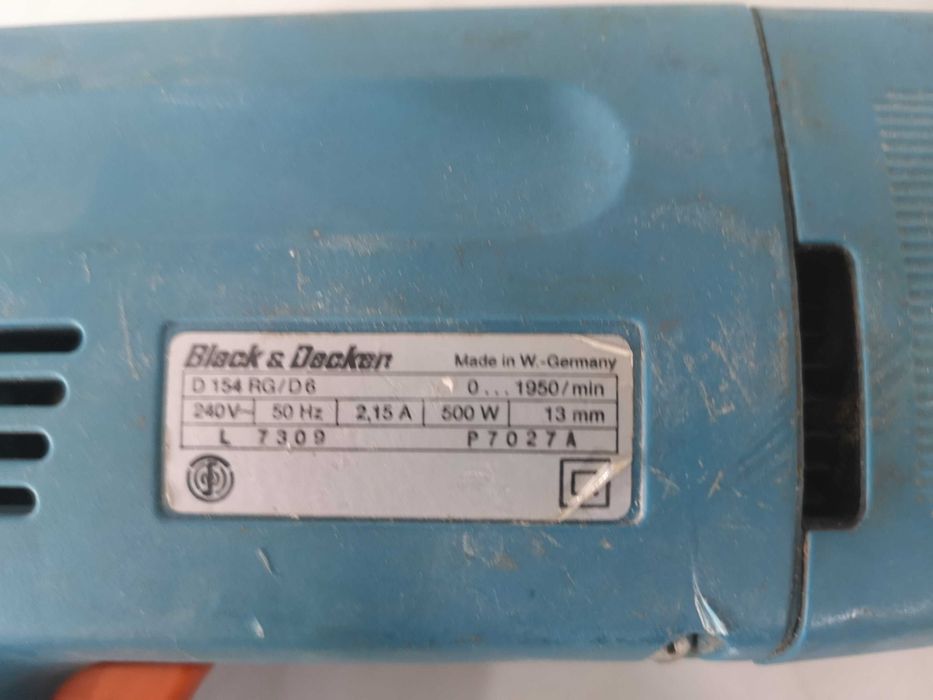 Black & Decker Made in W.-Germany
D 154 RG/D6 0...1950/min
240V~ 50 Hz 2,15 A 500 W 13 mm
L 7309 P7027A